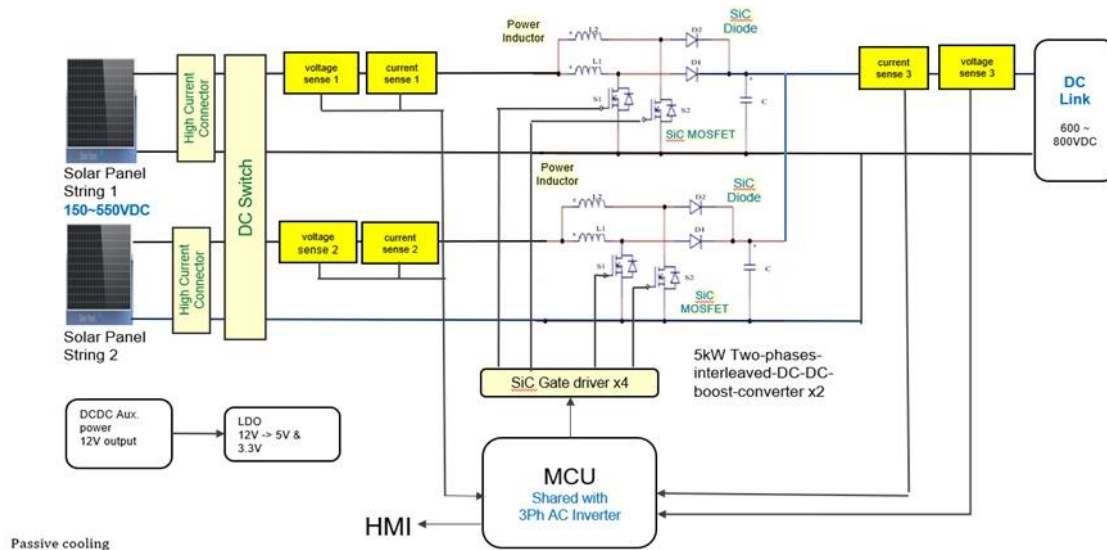 Power
Inductor
SiC
Diode
L2
D2
L1
D1
S1
S2
C
SiC MOSFET
voltage
sense 1
current
sense 1
current
sense 3
voltage
sense 3
DC
Link
600 ~
800VDC
High Current
Connector
DC Switch
Solar Panel
String 1
150~550VDC
Power
Inductor
SiC
Diode
L2
D2
L1
D1
S1
S2
C
SiC
MOSFET
voltage
sense 2
current
sense 2
High Current
Connector
Solar Panel
String 2
5kW Two-phases-
interleaved-DC-DC-
boost-converter x2
SiC Gate driver x4
DCDC Aux.
power
12V output
LDO
12V -> 5V &
3.3V
MCU
Shared with
3Ph AC Inverter
HMI
Passive cooling